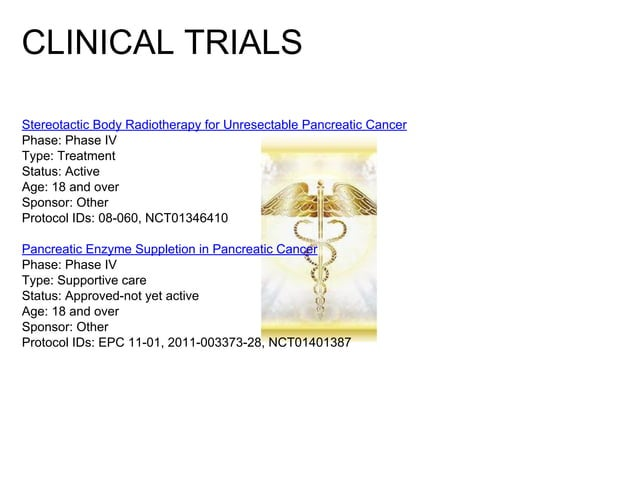 CLINICAL TRIALS
Stereotactic Body Radiotherapy for Unresectable Pancreatic Cancer
Phase: Phase IV
Type: Treatment
Status: Active
Age: 18 and over
Sponsor: Other
Protocol IDs: 08-060, NCT01346410
Pancreatic Enzyme Suppletion in Pancreatic Cancer
Phase: Phase IV
Type: Supportive care
Status: Approved-not yet active
Age: 18 and over
Sponsor: Other
Protocol IDs: EPC 11-01, 2011-003373-28, NCT01401387